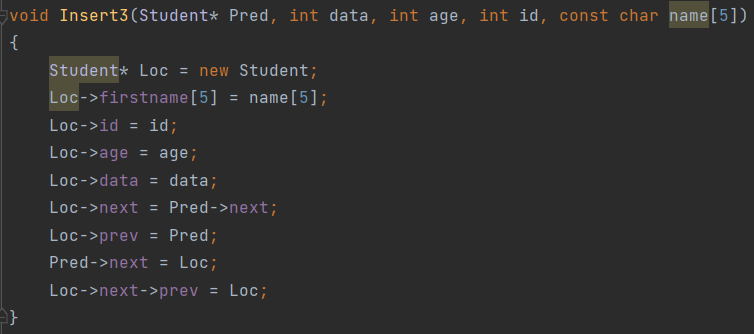 void Insert3(Student* Pred, int data, int age, int id, const char name[5])
{
    Student* Loc = new Student;
    Loc->firstname[5] = name[5];
    Loc->id = id;
    Loc->age = age;
    Loc->data = data;
    Loc->next = Pred->next;
    Loc->prev = Pred;
    Pred->next = Loc;
    Loc->next->prev = Loc;
}